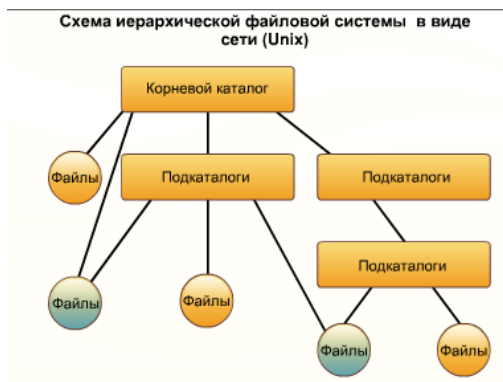 Схема иерархической файловой системы в виде
сети (Unix)
Корневой каталог
Файлы
Подкаталоги
Подкаталоги
Подкаталоги
Файлы
Файлы
Файлы
Файлы